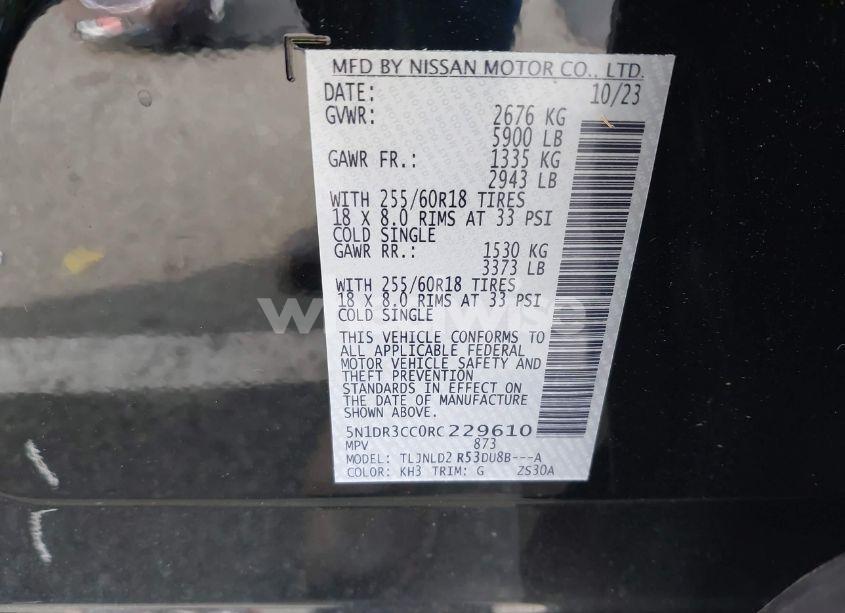 MFD BY NISSAN MOTOR CO., LTD.
DATE: 10/23
GVWR: 2676 KG
5900 LB
GAWR FR.: 1335 KG
2943 LB
WITH 255/60R18 TIRES
18 X 8.0 RIMS AT 33 PSI
COLD SINGLE
GAWR RR.: 1530 KG
3373 LB
WITH 255/60R18 TIRES
18 X 8.0 RIMS AT 33 PSI
COLD SINGLE
THIS VEHICLE CONFORMS TO
ALL APPLICABLE FEDERAL
MOTOR VEHICLE SAFETY AND
THEFT PREVENTION
STANDARDS IN EFFECT ON
THE DATE OF MANUFACTURE
SHOWN ABOVE.
5N1DR3CC0RC229610
MPV 873
MODEL: TLJNLD2 R53DU8B---A
COLOR: KH3 TRIM: G ZS30A